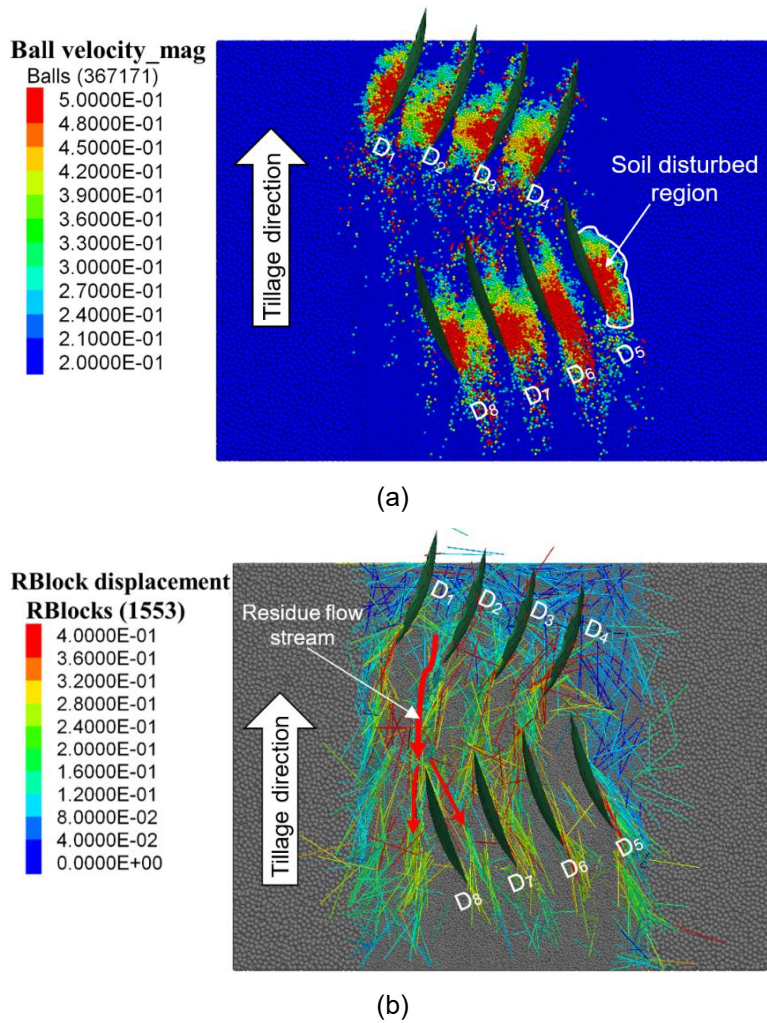 Ball velocity_mag
Balls (367171)
5.0000E-01
4.8000E-01
4.5000E-01
4.2000E-01
3.9000E-01
3.6000E-01
3.3000E-01
3.0000E-01
2.7000E-01
2.4000E-01
2.1000E-01
2.0000E-01
Tillage direction
D1
D2
D3
D4
Soil disturbed
region
D5
D6
D7
D8
(a)
RBlock displacement
RBlocks (1553)
4.0000E-01
3.6000E-01
3.2000E-01
2.8000E-01
2.4000E-01
2.0000E-01
1.6000E-01
1.2000E-01
8.0000E-02
4.0000E-02
0.0000E+00
Residue flow
stream
Tillage direction
D1
D2
D3
D4
D5
D6
D7
D8
(b)